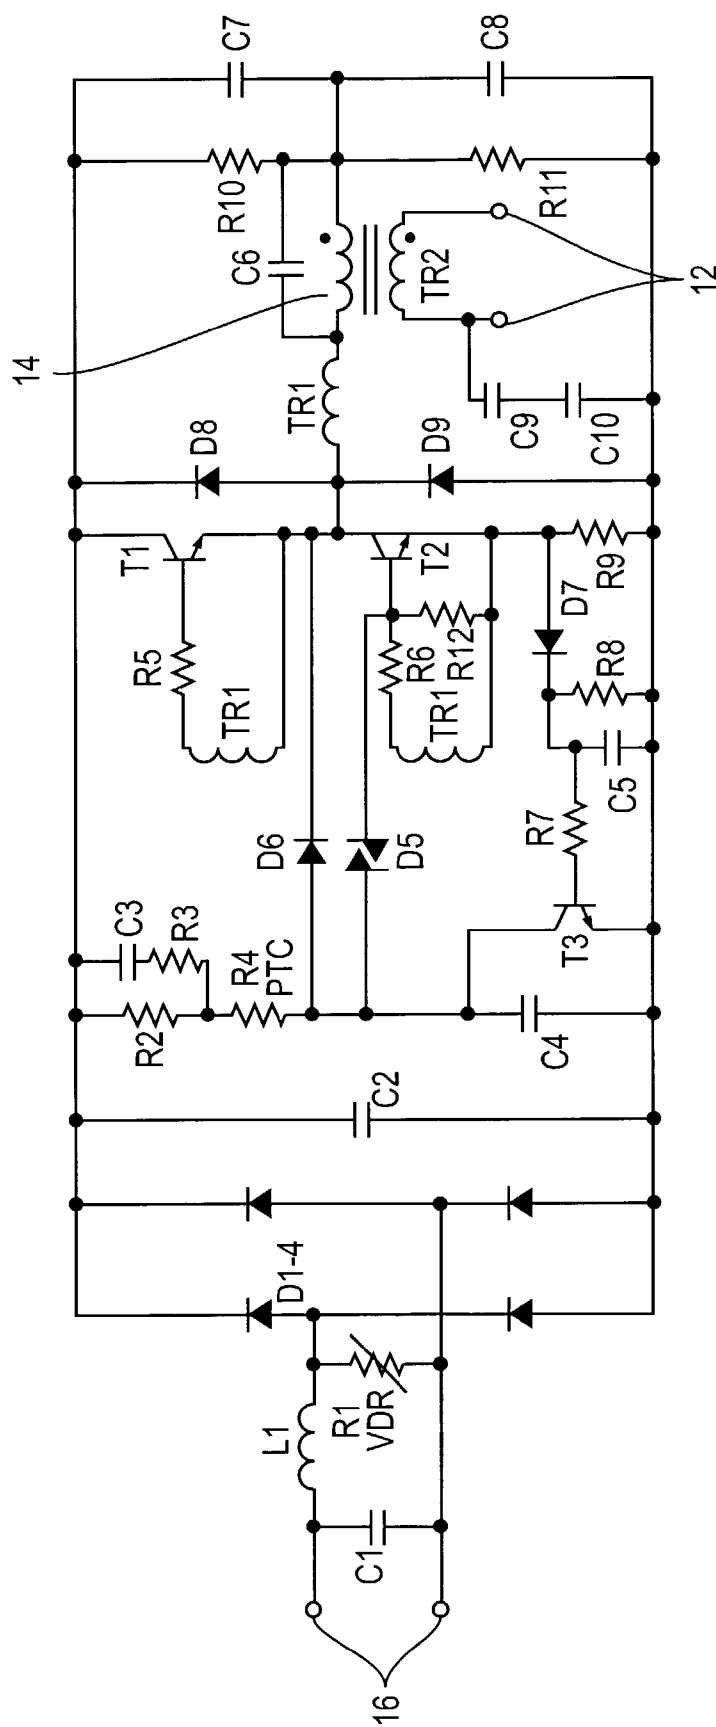 16
C1
L1
R1
VDR
D1-4
C2
R2
C3
R3
R4
PTC
C4
T3
R7
C5
R8
D7
R9
D6
D5
TR1
R5
T1
TR1
R6
R12
T2
D8
D9
TR1
14
C6
TR2
C9
C10
12
R10
R11
C7
C8